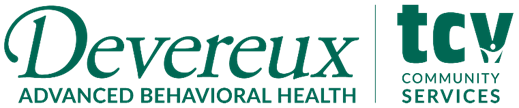 Devereux
ADVANCED BEHAVIORAL HEALTH
tcv
COMMUNITY
SERVICES